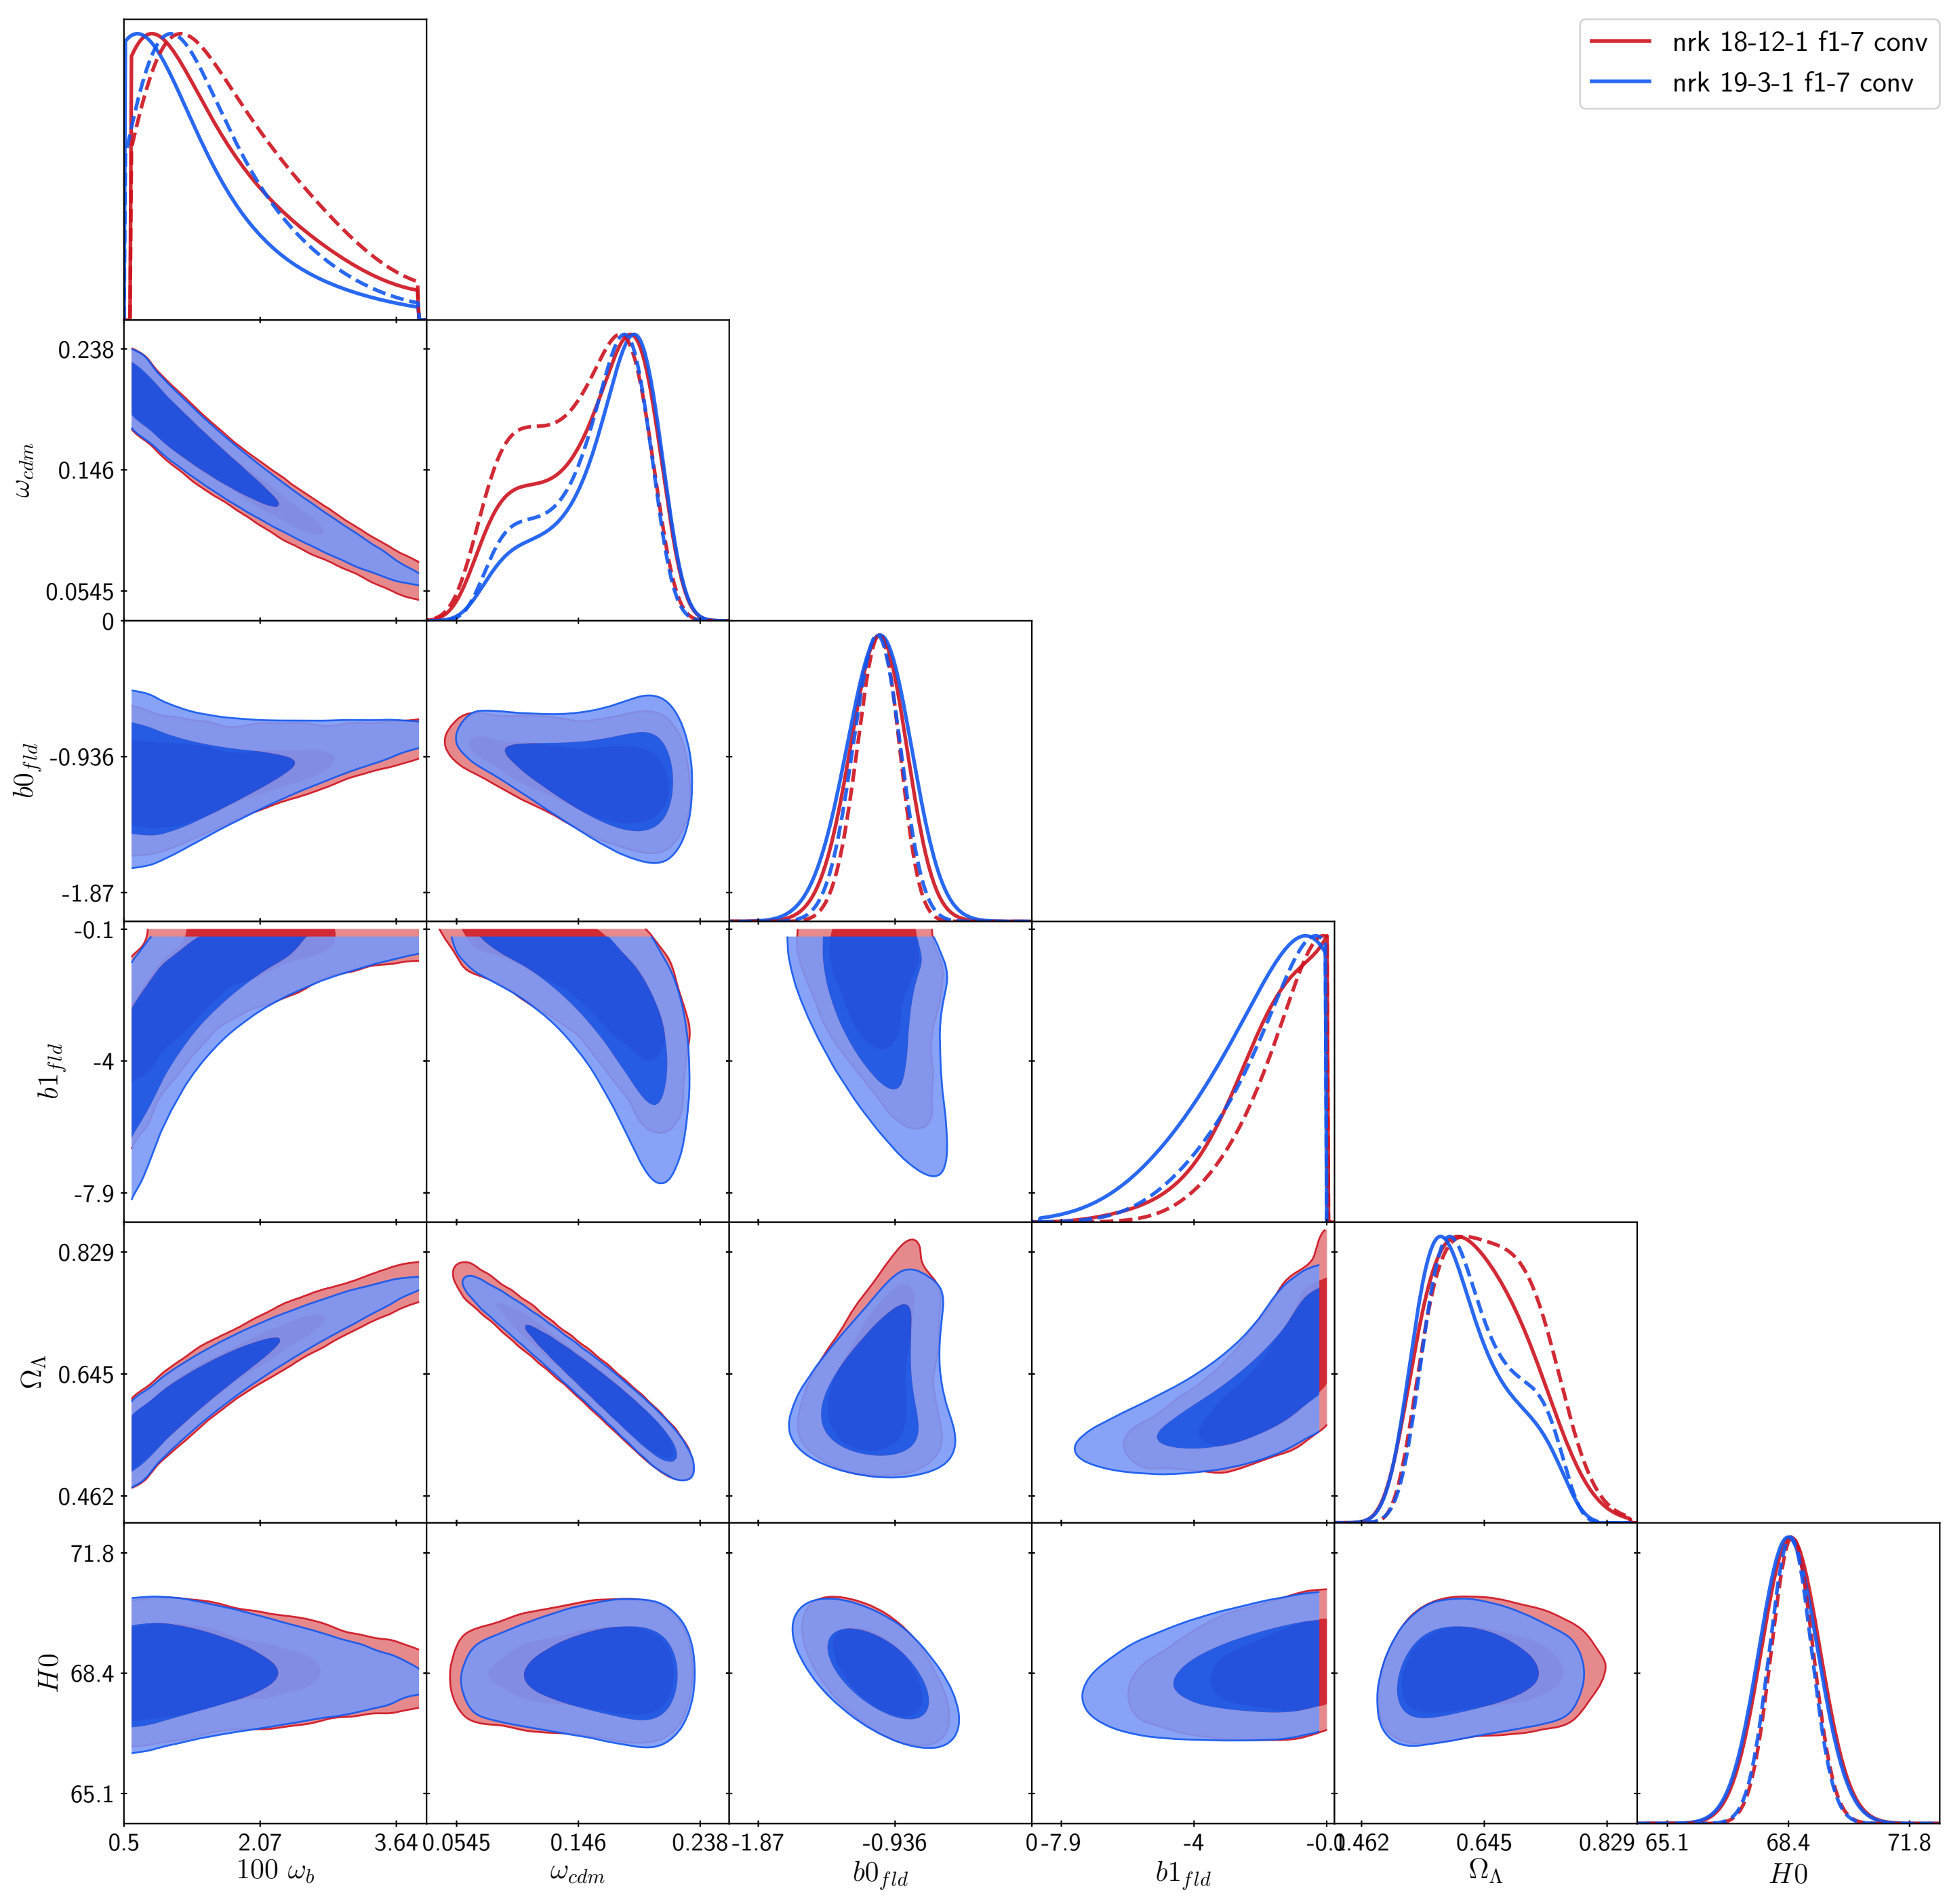 nrk 18-12-1 f1-7 conv
nrk 19-3-1 f1-7 conv
0.238
0.146
0.0545
ω_cdm
0
-0.936
-1.87
b0_fld
-0.1
-4
-7.9
b1_fld
0.829
0.645
0.462
Ω_Λ
71.8
68.4
65.1
H0
0.5 2.07 3.64 0.0545 0.146 0.238 -1.87 -0.936 0 -7.9 -4 -0.1 0.462 0.645 0.829 65.1 68.4 71.8
100 ω_b ω_cdm b0_fld b1_fld Ω_Λ H0